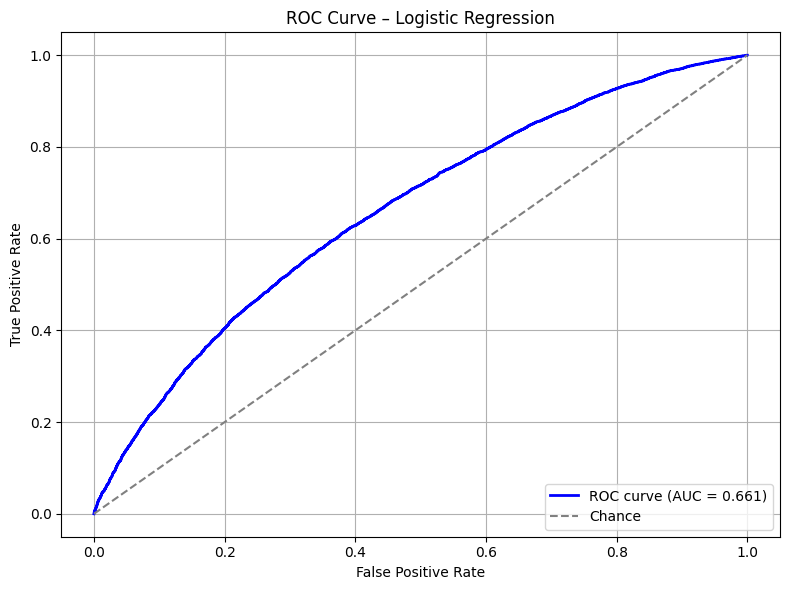 ROC Curve – Logistic Regression
1.0
0.8
0.6
0.4
0.2
0.0
True Positive Rate
0.0 0.2 0.4 0.6 0.8 1.0
False Positive Rate
ROC curve (AUC = 0.661)
Chance